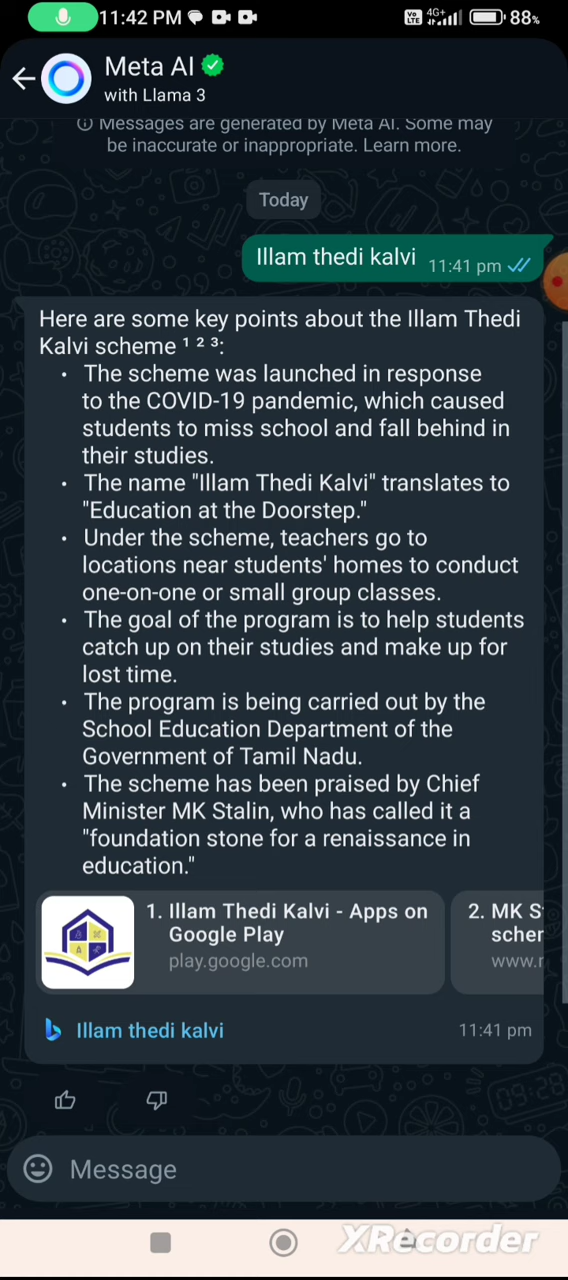 11:42 PM
Vo LTE 4G+ 88%
Meta AI
with Llama 3
Messages are generated by Meta AI. Some may
be inaccurate or inappropriate. Learn more.
Today
Illam thedi kalvi 11:41 pm
Here are some key points about the Illam Thedi
Kalvi scheme ¹ ² ³:
• The scheme was launched in response
to the COVID-19 pandemic, which caused
students to miss school and fall behind in
their studies.
• The name "Illam Thedi Kalvi" translates to
"Education at the Doorstep."
• Under the scheme, teachers go to
locations near students' homes to conduct
one-on-one or small group classes.
• The goal of the program is to help students
catch up on their studies and make up for
lost time.
• The program is being carried out by the
School Education Department of the
Government of Tamil Nadu.
• The scheme has been praised by Chief
Minister MK Stalin, who has called it a
"foundation stone for a renaissance in
education."
1. Illam Thedi Kalvi - Apps on
Google Play
play.google.com
2. MK S
scher
www.r
Illam thedi kalvi 11:41 pm
Message
XRecorder